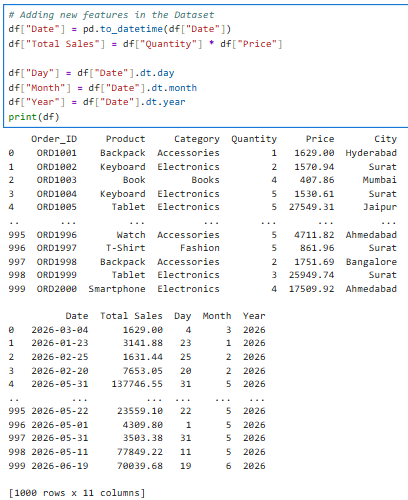 # Adding new features in the Dataset
df["Date"] = pd.to_datetime(df["Date"])
df["Total Sales"] = df["Quantity"] * df["Price"]

df["Day"] = df["Date"].dt.day
df["Month"] = df["Date"].dt.month
df["Year"] = df["Date"].dt.year
print(df)
    Order_ID     Product     Category  Quantity     Price       City
0    ORD1001    Backpack  Accessories         1   1629.00  Hyderabad
1    ORD1002    Keyboard  Electronics         2   1570.94      Surat
2    ORD1003        Book        Books         4    407.86     Mumbai
3    ORD1004    Keyboard  Electronics         5   1530.61      Surat
4    ORD1005      Tablet  Electronics         5  27549.31     Jaipur
..       ...         ...          ...       ...       ...        ...
995  ORD1996       Watch  Accessories         5   4711.82  Ahmedabad
996  ORD1997     T-Shirt      Fashion         5    861.96      Surat
997  ORD1998    Backpack  Accessories         2   1751.69  Bangalore
998  ORD1999      Tablet  Electronics         3  25949.74      Surat
999  ORD2000  Smartphone  Electronics         4  17509.92  Ahmedabad

          Date  Total Sales  Day  Month  Year
0   2026-03-04      1629.00    4      3  2026
1   2026-01-23      3141.88   23      1  2026
2   2026-02-25      1631.44   25      2  2026
3   2026-02-20      7653.05   20      2  2026
4   2026-05-31    137746.55   31      5  2026
..         ...          ...  ...    ...   ...
995 2026-05-22     23559.10   22      5  2026
996 2026-05-01      4309.80    1      5  2026
997 2026-05-31      3503.38   31      5  2026
998 2026-05-11     77849.22   11      5  2026
999 2026-06-19     70039.68   19      6  2026

[1000 rows x 11 columns]